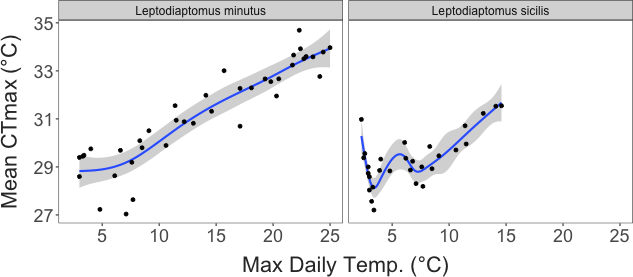 Leptodiaptomus minutus
Leptodiaptomus sicilis
Mean CTmax (°C)
35
33
31
29
27
5 10 15 20 25
5 10 15 20 25
Max Daily Temp. (°C)